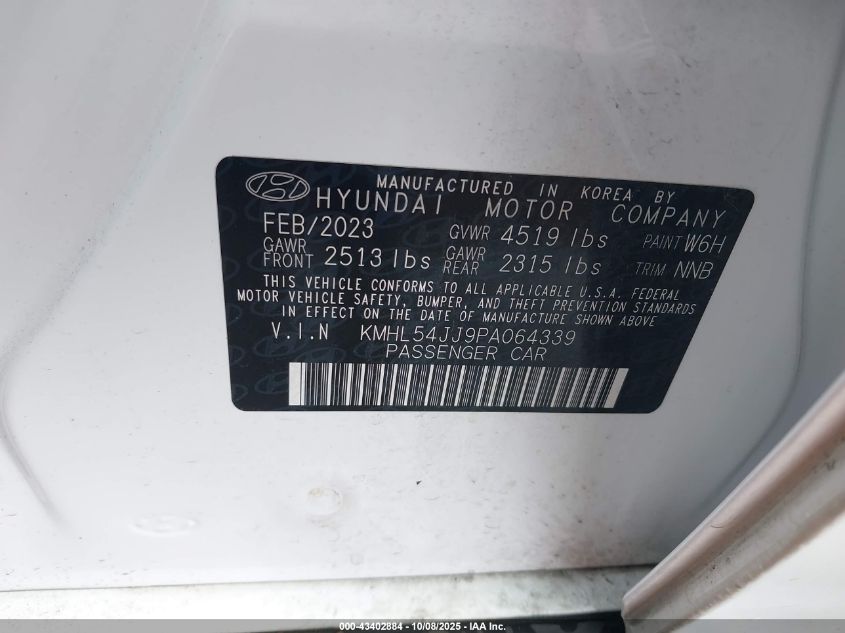 MANUFACTURED IN KOREA BY
HYUNDAI MOTOR COMPANY
FEB/2023 GVWR 4519 lbs PAINT W6H
GAWR FRONT 2513 lbs GAWR REAR 2315 lbs TRIM NNB
THIS VEHICLE CONFORMS TO ALL APPLICABLE U.S.A. FEDERAL
MOTOR VEHICLE SAFETY, BUMPER, AND THEFT PREVENTION STANDARDS
IN EFFECT ON THE DATE OF MANUFACTURE SHOWN ABOVE
V.I.N KMHL54JJ9PA064339
PASSENGER CAR
000-43402884 - 10/08/2025 - IAA Inc.